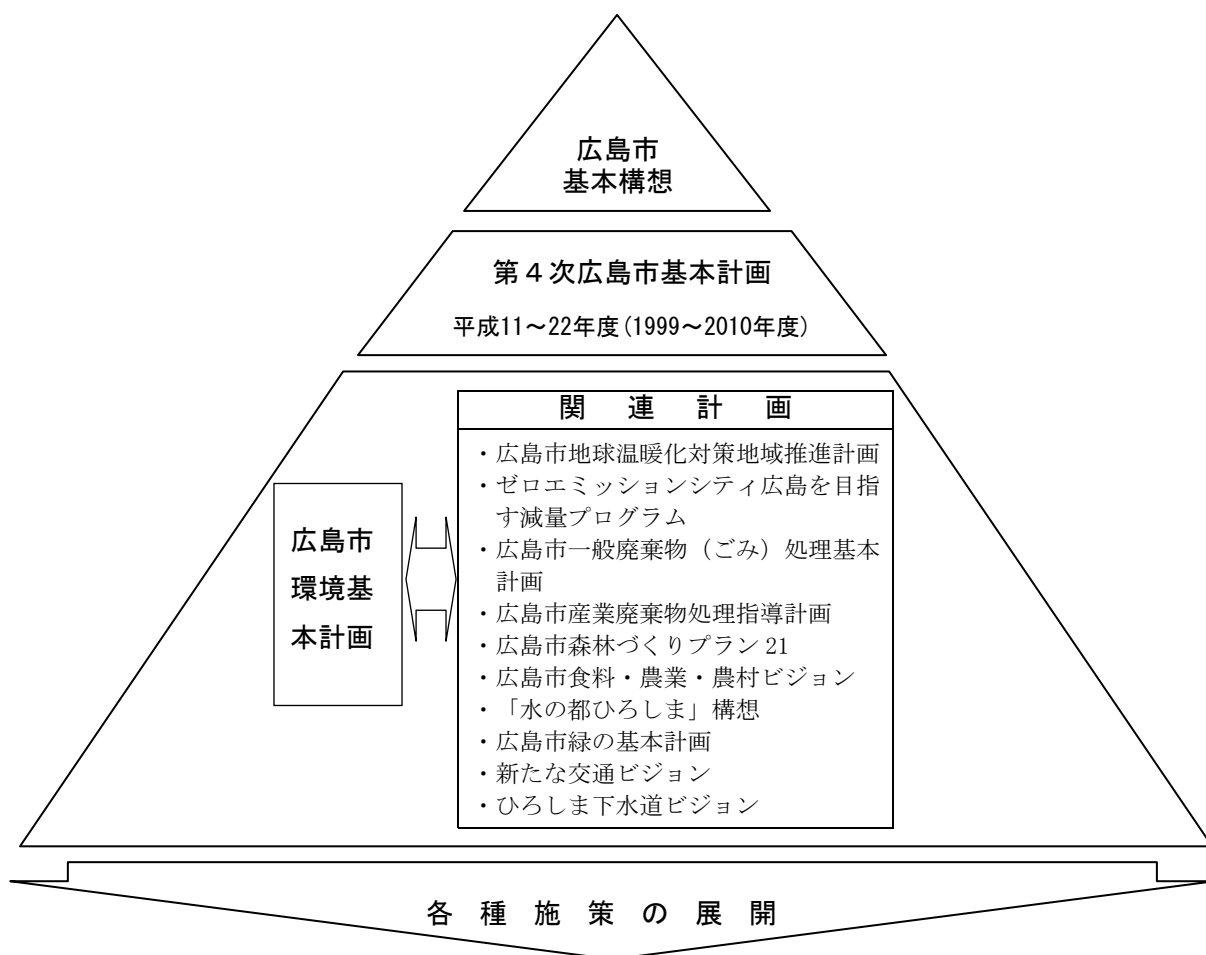 広島市
基本構想
第４次広島市基本計画
平成11～22年度(1999～2010年度)
関連計画
・広島市地球温暖化対策地域推進計画
・ゼロエミッションシティ広島を目指
す減量プログラム
・広島市一般廃棄物（ごみ）処理基本
計画
・広島市産業廃棄物処理指導計画
・広島市森林づくりプラン 21
・広島市食料・農業・農村ビジョン
・「水の都ひろしま」構想
・広島市緑の基本計画
・新たな交通ビジョン
・ひろしま下水道ビジョン
広島市
環境基
本計画
各種施策の展開